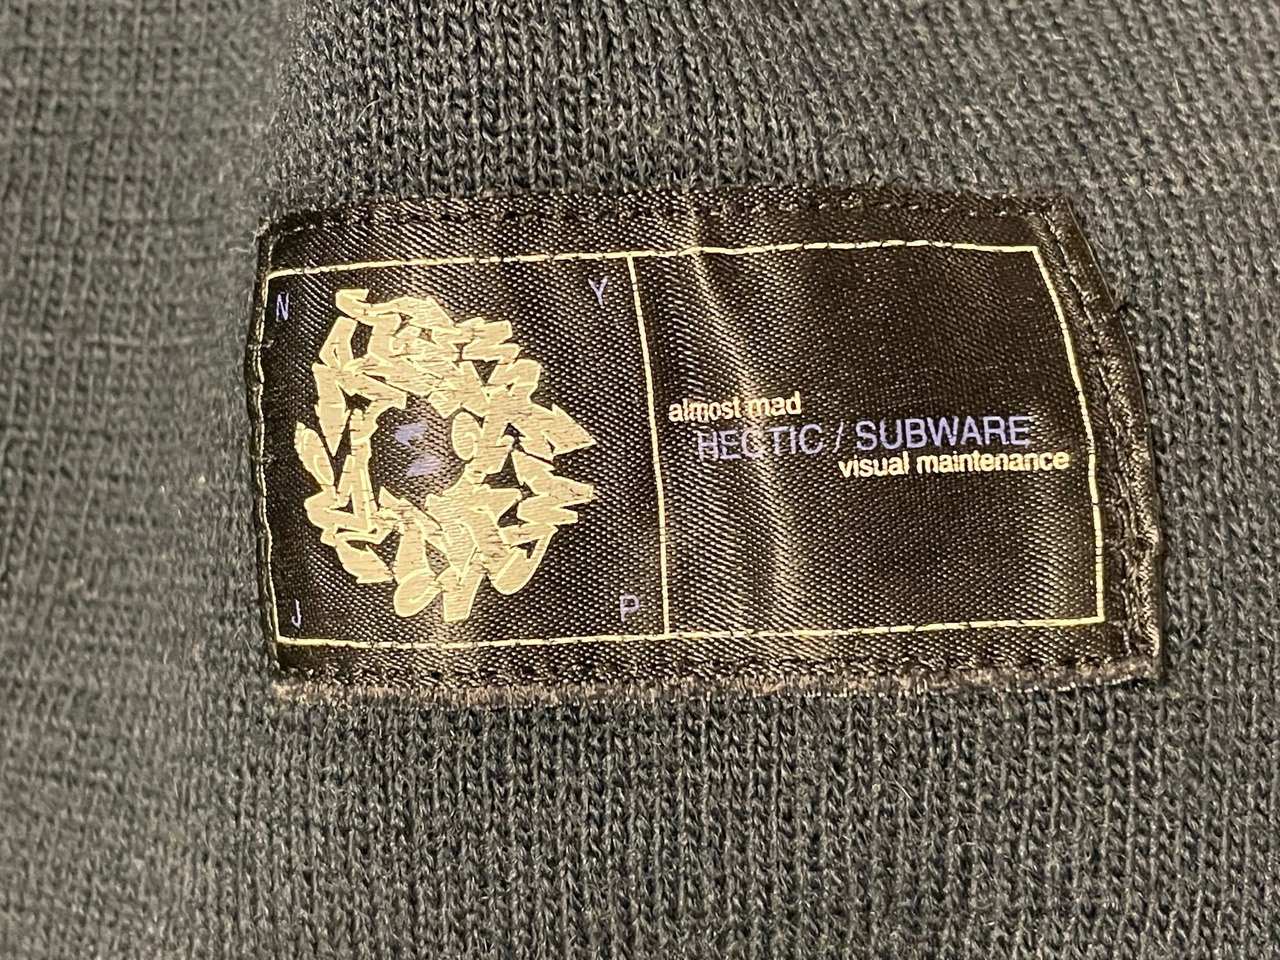 N Y
J P
almost mad
HECTIC / SUBWARE
visual maintenance